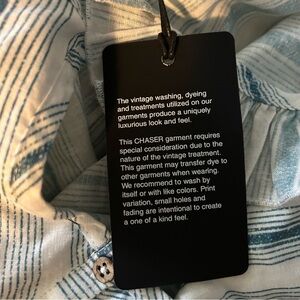 The vintage washing, dyeing
and treatments utilized on our
garments produce a uniquely
luxurious look and feel.
This CHASER garment requires
special consideration due to the
nature of the vintage treatment.
This garment may transfer dye to
other garments when wearing.
We recommend to wash by
itself or with like colors. Print
variation, small holes and
fading are intentional to create
a one of a kind feel.